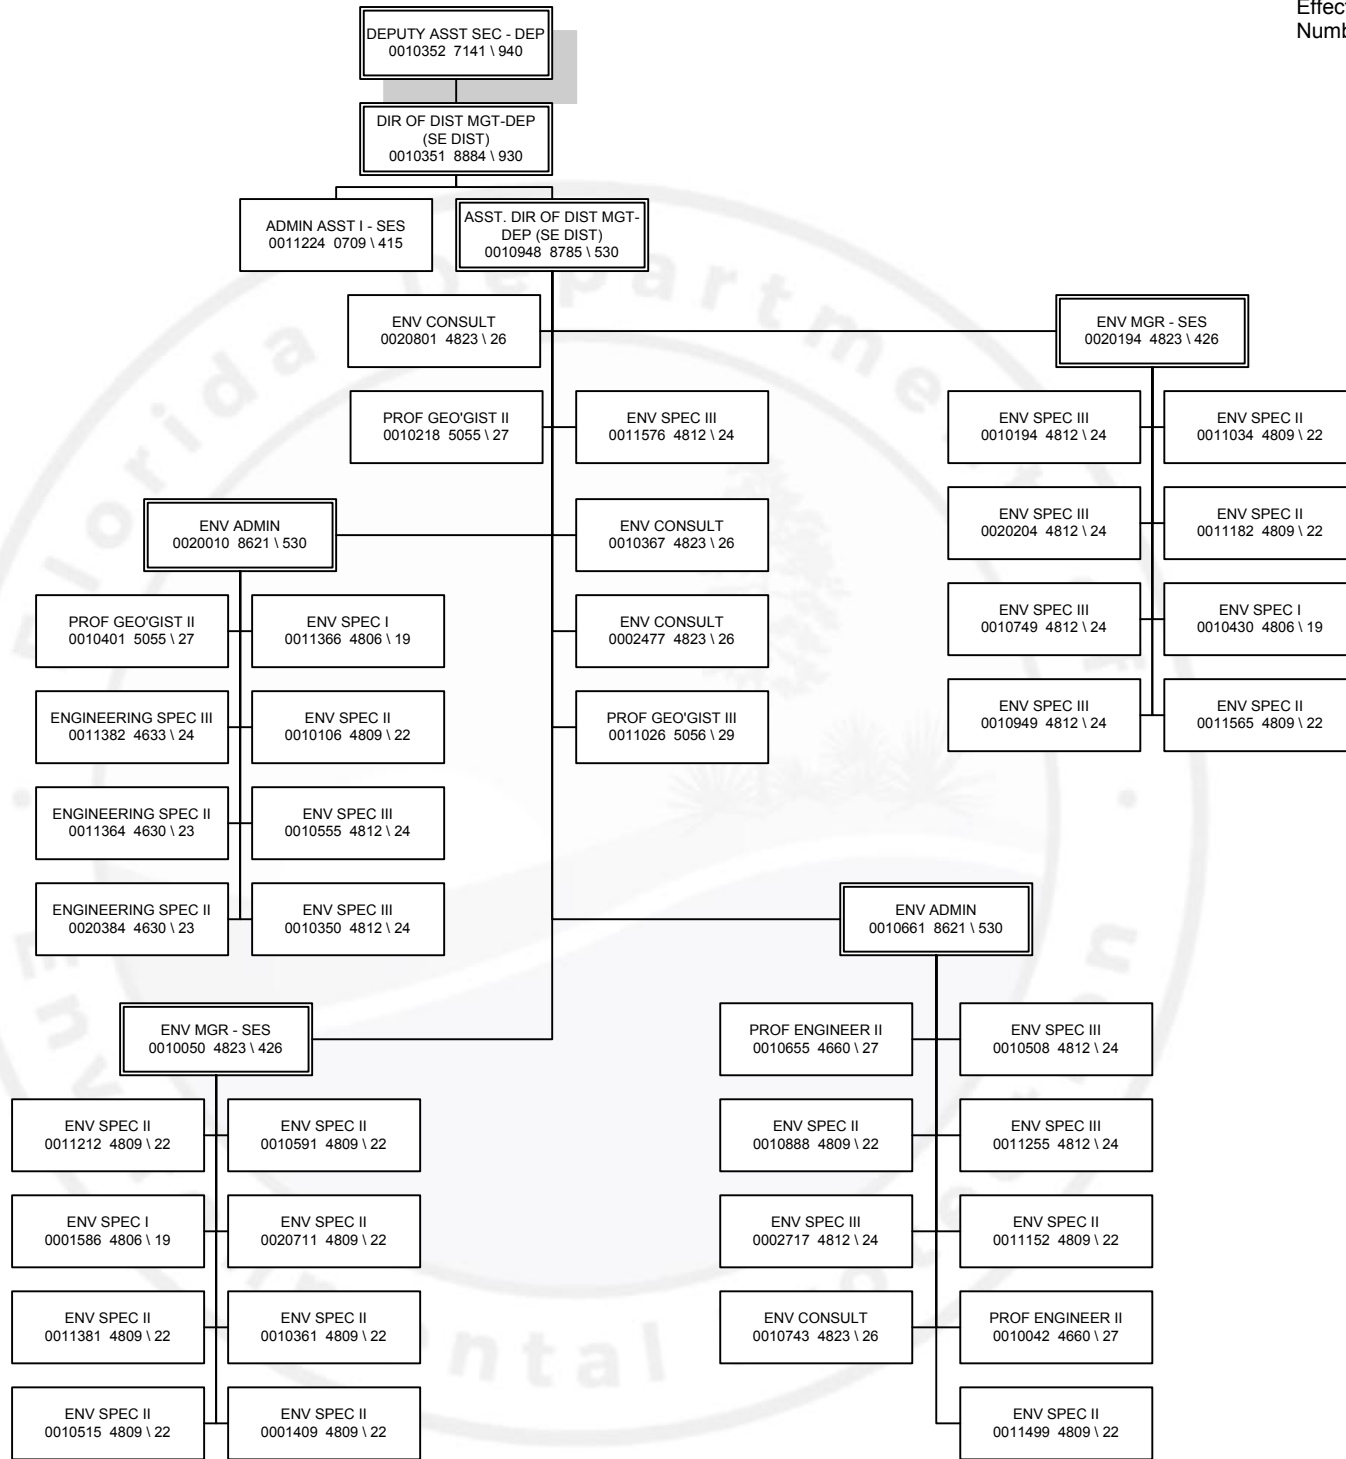 Effect
Numb
DEPUTY ASST SEC - DEP
0010352 7141 \ 940
DIR OF DIST MGT-DEP
(SE DIST)
0010351 8884 \ 930
ADMIN ASST I - SES
0011224 0709 \ 415
ASST. DIR OF DIST MGT-
DEP (SE DIST)
0010948 8785 \ 530
ENV CONSULT
0020801 4823 \ 26
ENV MGR - SES
0020194 4823 \ 426
PROF GEO'GIST II
0010218 5055 \ 27
ENV SPEC III
0011576 4812 \ 24
ENV SPEC III
0010194 4812 \ 24
ENV SPEC II
0011034 4809 \ 22
ENV ADMIN
0020010 8621 \ 530
ENV CONSULT
0010367 4823 \ 26
ENV SPEC III
0020204 4812 \ 24
ENV SPEC II
0011182 4809 \ 22
PROF GEO'GIST II
0010401 5055 \ 27
ENV SPEC I
0011366 4806 \ 19
ENV CONSULT
0002477 4823 \ 26
ENV SPEC III
0010749 4812 \ 24
ENV SPEC I
0010430 4806 \ 19
ENGINEERING SPEC III
0011382 4633 \ 24
ENV SPEC II
0010106 4809 \ 22
PROF GEO'GIST III
0011026 5056 \ 29
ENV SPEC III
0010949 4812 \ 24
ENV SPEC II
0011565 4809 \ 22
ENGINEERING SPEC II
0011364 4630 \ 23
ENV SPEC III
0010555 4812 \ 24
ENGINEERING SPEC II
0020384 4630 \ 23
ENV SPEC III
0010350 4812 \ 24
ENV ADMIN
0010661 8621 \ 530
ENV MGR - SES
0010050 4823 \ 426
PROF ENGINEER II
0010655 4660 \ 27
ENV SPEC III
0010508 4812 \ 24
ENV SPEC II
0011212 4809 \ 22
ENV SPEC II
0010591 4809 \ 22
ENV SPEC II
0010888 4809 \ 22
ENV SPEC III
0011255 4812 \ 24
ENV SPEC I
0001586 4806 \ 19
ENV SPEC II
0020711 4809 \ 22
ENV SPEC III
0002717 4812 \ 24
ENV SPEC II
0011152 4809 \ 22
ENV SPEC II
0011381 4809 \ 22
ENV SPEC II
0010361 4809 \ 22
ENV CONSULT
0010743 4823 \ 26
PROF ENGINEER II
0010042 4660 \ 27
ENV SPEC II
0010515 4809 \ 22
ENV SPEC II
0001409 4809 \ 22
ENV SPEC II
0011499 4809 \ 22
Florida Department